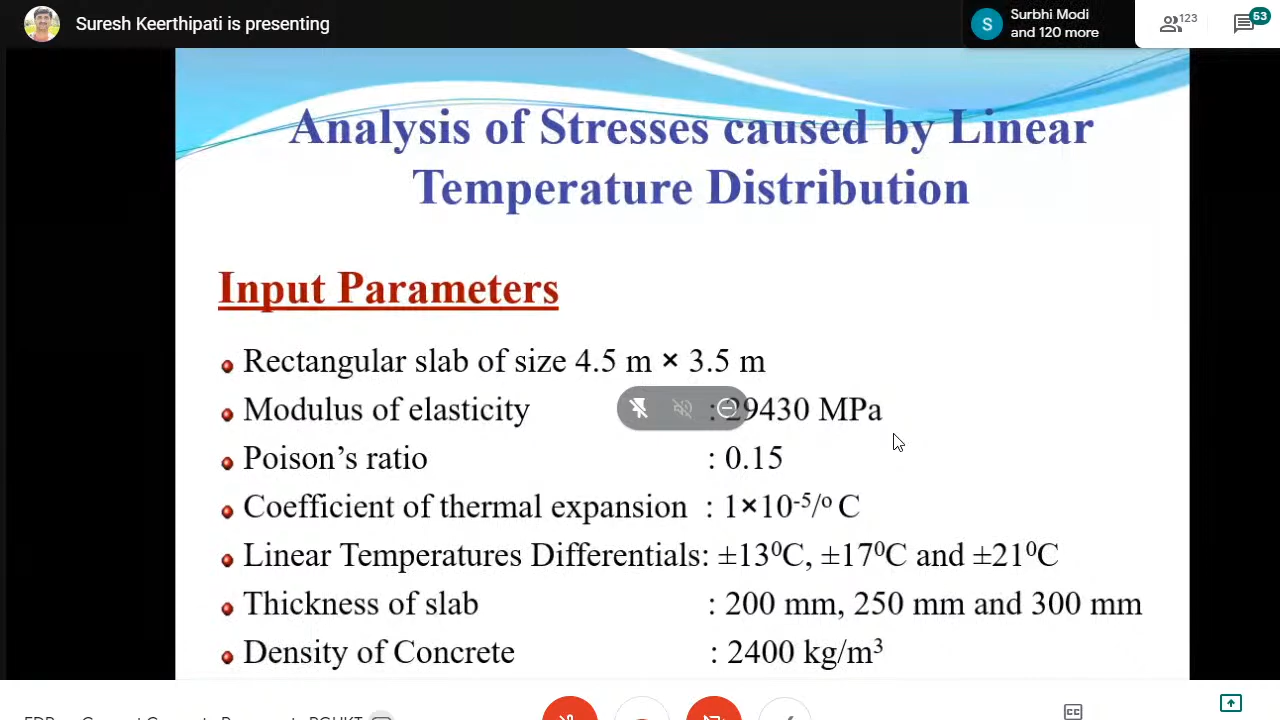 Suresh Keerthipati is presenting
S
Surbhi Modi
and 120 more
123
53
Analysis of Stresses caused by Linear
Temperature Distribution
Input Parameters
Rectangular slab of size 4.5 m × 3.5 m
Modulus of elasticity : 29430 MPa
Poison’s ratio : 0.15
Coefficient of thermal expansion : 1×10⁻⁵/⁰ C
Linear Temperatures Differentials: ±13⁰C, ±17⁰C and ±21⁰C
Thickness of slab : 200 mm, 250 mm and 300 mm
Density of Concrete : 2400 kg/m³
CC